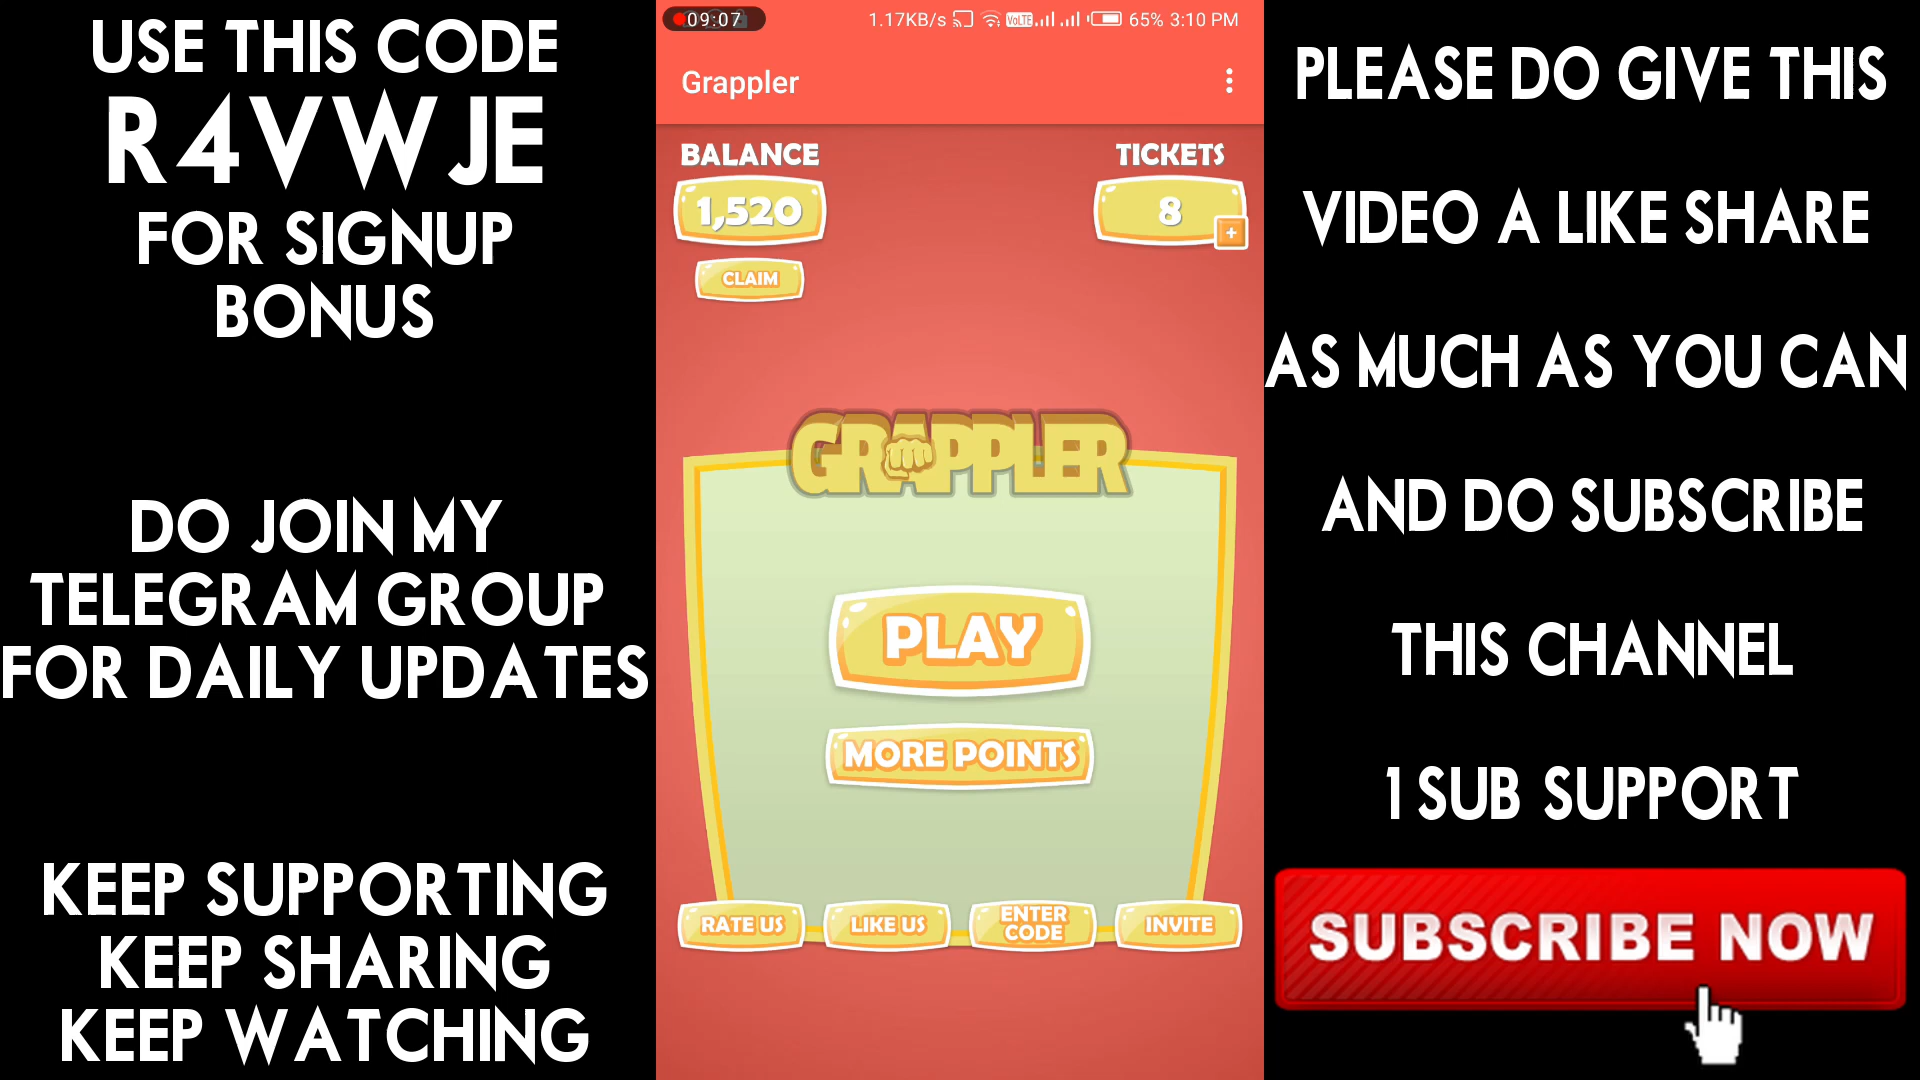 USE THIS CODE
R4VWJE
FOR SIGNUP
BONUS
DO JOIN MY
TELEGRAM GROUP
FOR DAILY UPDATES
KEEP SUPPORTING
KEEP SHARING
KEEP WATCHING
09:07 1.17KB/s VoLTE 65% 3:10 PM
Grappler
BALANCE TICKETS
1,520 8 +
CLAIM
GRAPPLER
PLAY
MORE POINTS
RATE US LIKE US ENTER CODE INVITE
PLEASE DO GIVE THIS
VIDEO A LIKE SHARE
AS MUCH AS YOU CAN
AND DO SUBSCRIBE
THIS CHANNEL
1 SUB SUPPORT
SUBSCRIBE NOW